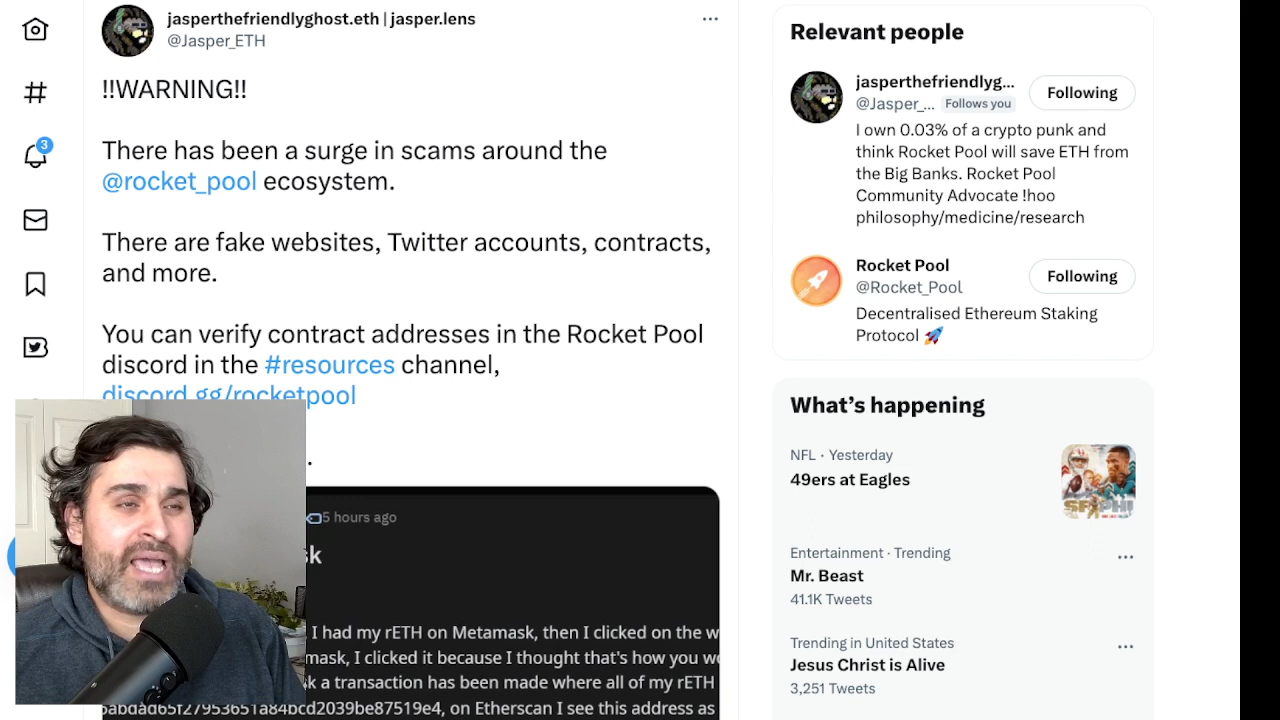 jasperthefriendlyghost.eth | jasper.lens
@Jasper_ETH
!!WARNING!!
There has been a surge in scams around the
@rocket_pool ecosystem.
There are fake websites, Twitter accounts, contracts,
and more.
You can verify contract addresses in the Rocket Pool
discord in the #resources channel,
discord.gg/rocketpool
.
5 hours ago
sk
I had my rETH on Metamask, then I clicked on the w
mask, I clicked it because I thought that's how you wo
sk a transaction has been made where all of my rETH
on Etherscan I see this address as
3
Relevant people
jasperthefriendlyg...
Following
@Jasper_... Follows you
I own 0.03% of a crypto punk and
think Rocket Pool will save ETH from
the Big Banks. Rocket Pool
Community Advocate !hoo
philosophy/medicine/research
Rocket Pool
Following
@Rocket_Pool
Decentralised Ethereum Staking
Protocol 🚀
What's happening
NFL · Yesterday
49ers at Eagles
Entertainment · Trending
Mr. Beast
41.1K Tweets
Trending in United States
Jesus Christ is Alive
3,251 Tweets